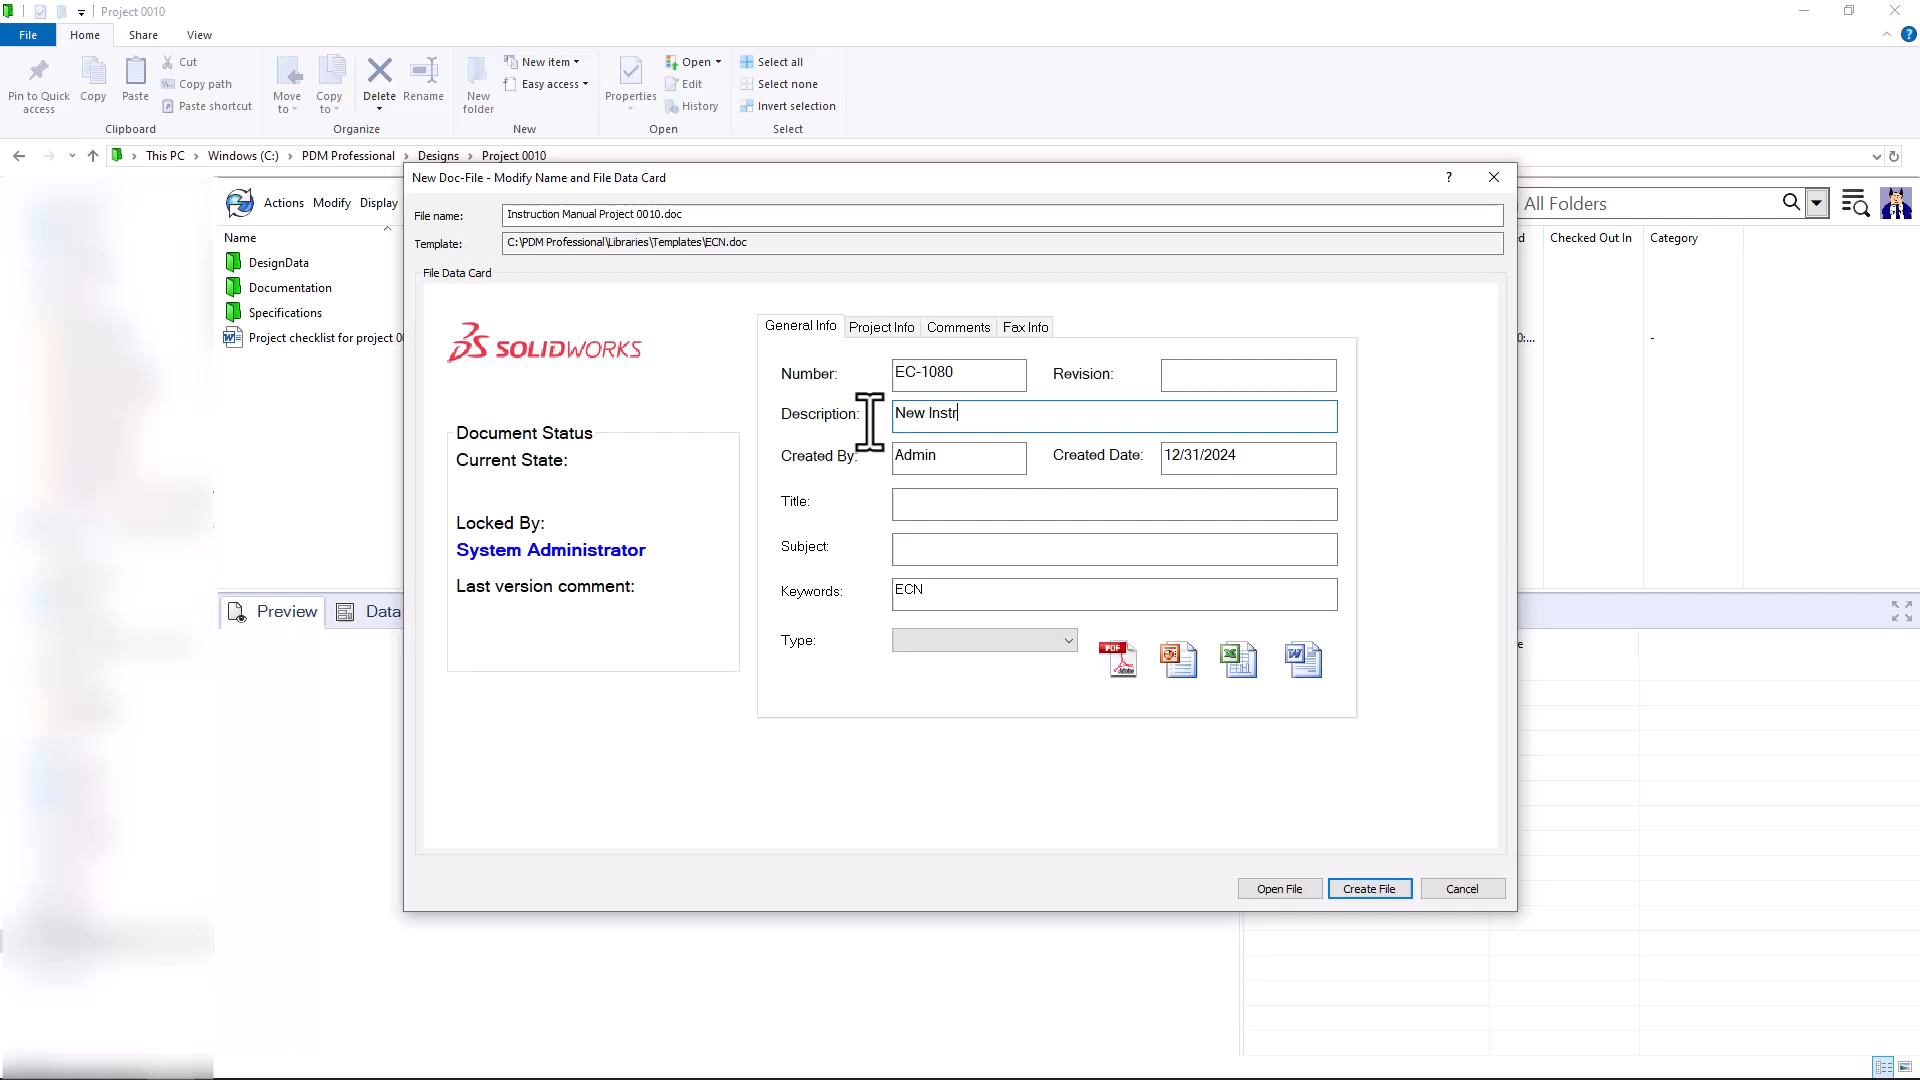 Project 0010
File Home Share View
Pin to Quick access
Copy
Paste
Cut
Copy path
Paste shortcut
Clipboard
Move to
Copy to
Delete
Rename
Organize
New folder
New item
Easy access
New
Properties
Open
Edit
History
Open
Select all
Select none
Invert selection
Select
This PC Windows (C:) PDM Professional Designs Project 0010
Actions Modify Display
All Folders
Name
DesignData
Documentation
Specifications
Project checklist for project 0
d Checked Out In Category
0:... -
Preview Data
e
New Doc-File - Modify Name and File Data Card
?
File name: Instruction Manual Project 0010.doc
Template: C:\PDM Professional\Libraries\Templates\ECN.doc
File Data Card
SOLIDWORKS
Document Status
Current State:
Locked By:
System Administrator
Last version comment:
General Info Project Info Comments Fax Info
Number: EC-1080 Revision:
Description: New Instr
Created By: Admin Created Date: 12/31/2024
Title:
Subject:
Keywords: ECN
Type:
PDF
Adobe
Open File Create File Cancel